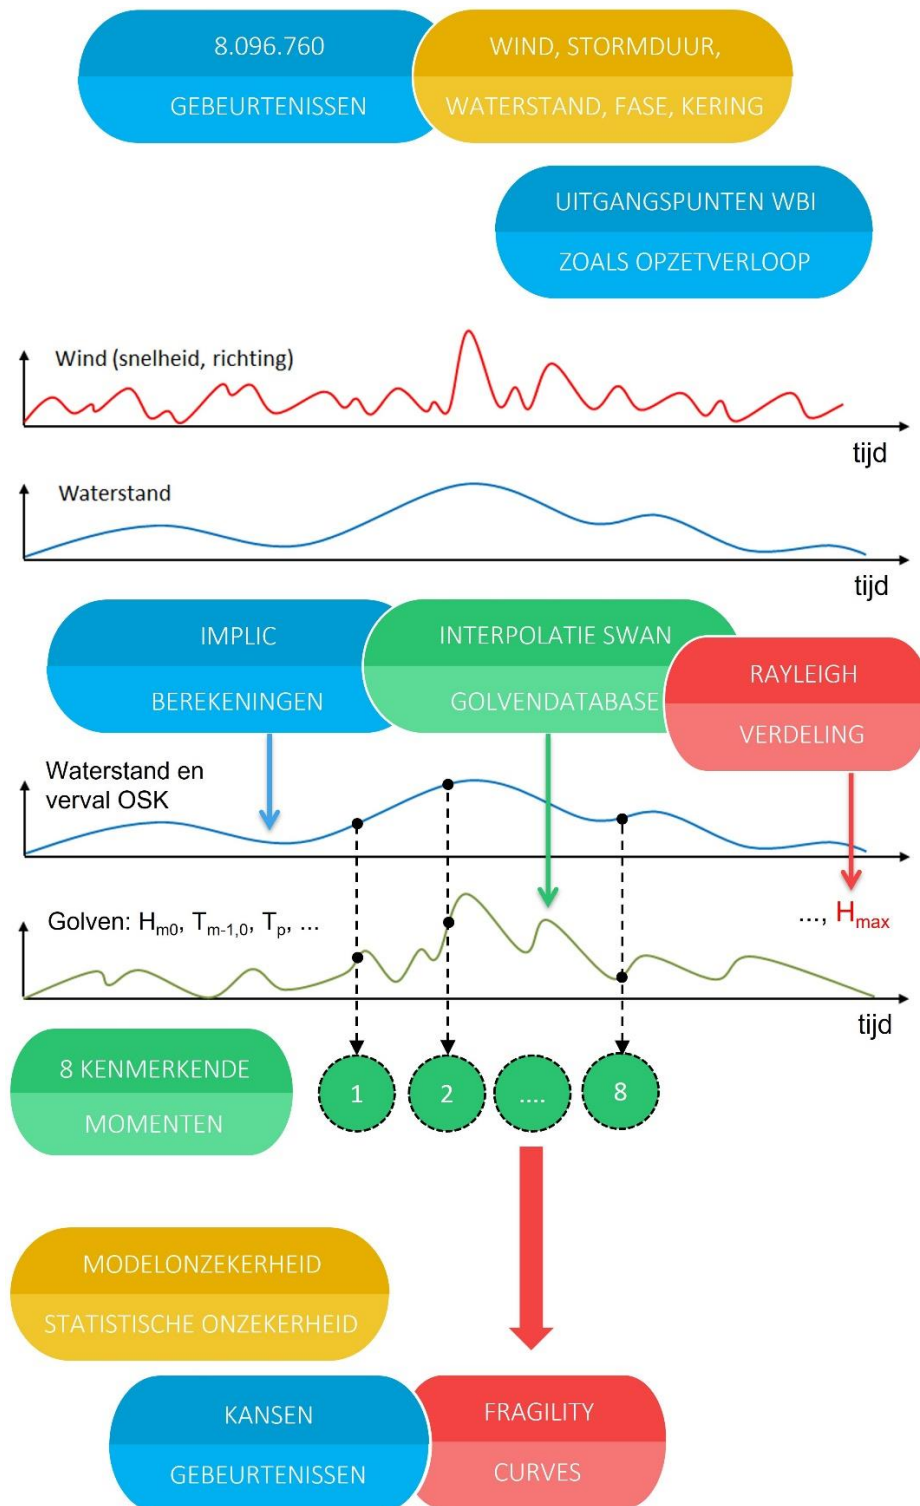 8.096.760
GEBEURTENISSEN
WIND, STORMDUUR,
WATERSTAND, FASE, KERING
UITGANGSPUNTEN WBI
ZOALS OPZETVERLOOP
Wind (snelheid, richting)
tijd
Waterstand
tijd
IMPLIC
BEREKENINGEN
INTERPOLATIE SWAN
GOLVENDATABASE
RAYLEIGH
VERDELING
Waterstand en
verval OSK
Golven: Hm0, Tm-1,0, Tp, ...
..., Hmax
tijd
8 KENMERKENDE
MOMENTEN
1
2
....
8
MODELONZEKERHEID
STATISTISCHE ONZEKERHEID
KANSEN
GEBEURTENISSEN
FRAGILITY
CURVES